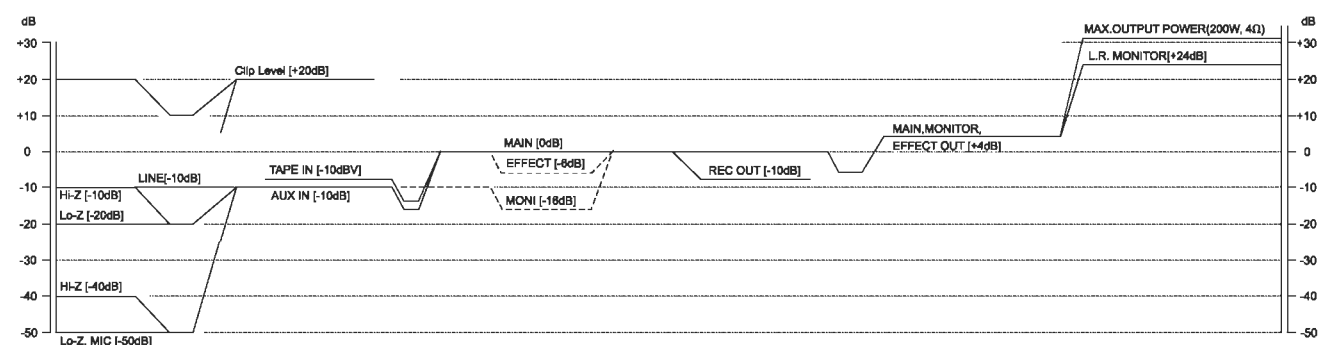 dB
+30
+20
+10
0
-10
-20
-30
-40
-50
Clip Level [+20dB]
LINE[-10dB]
Hi-Z [-10dB]
Lo-Z [-20dB]
Hi-Z [-40dB]
Lo-Z, MIC [-50dB]
TAPE IN [-10dBV]
AUX IN [-10dB]
MAIN [0dB]
EFFECT [-6dB]
MONI [-16dB]
REC OUT [-10dB]
MAIN,MONITOR,
EFFECT OUT [+4dB]
MAX.OUTPUT POWER(200W, 4Ω)
L.R. MONITOR[+24dB]
dB
+30
+20
+10
0
-10
-20
-30
-40
-50